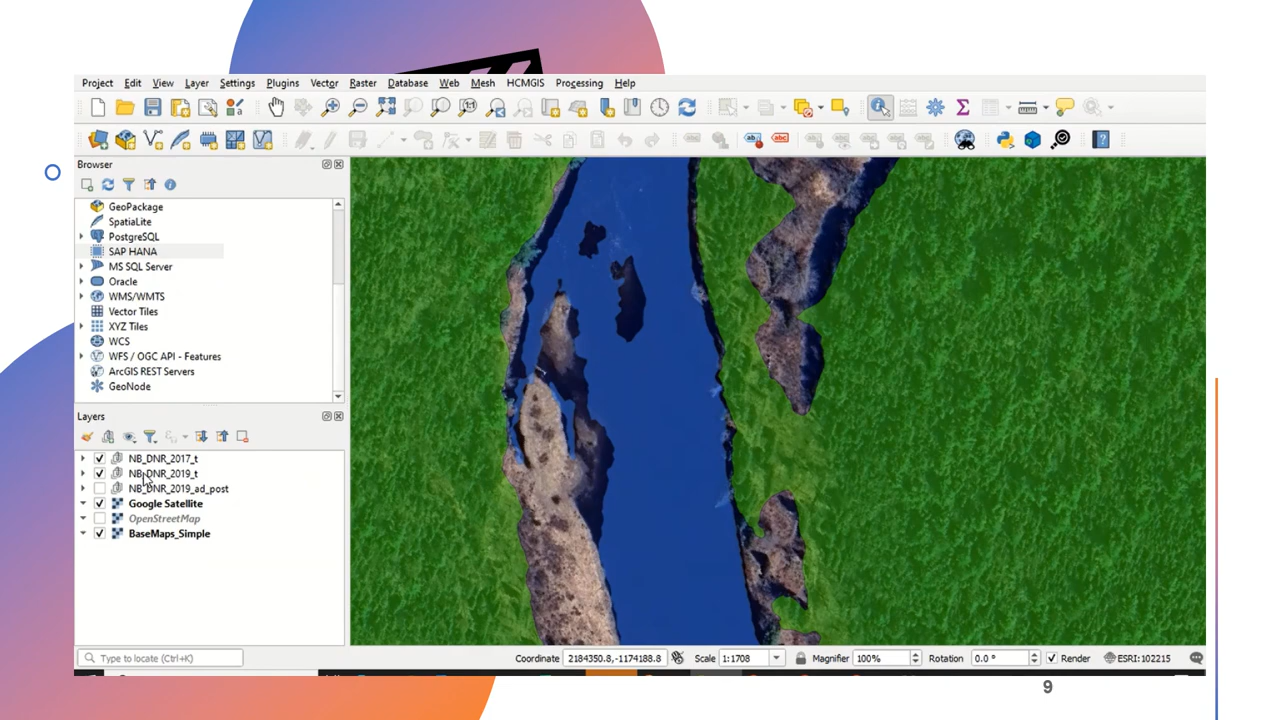 Project Edit View Layer Settings Plugins Vector Raster Database Web Mesh HCMGIS Processing Help
Browser
GeoPackage
SpatiaLite
PostgreSQL
SAP HANA
MS SQL Server
Oracle
WMS/WMTS
Vector Tiles
XYZ Tiles
WCS
WFS / OGC API - Features
ArcGIS REST Servers
GeoNode
Layers
NB_DNR_2017_t
NB_DNR_2019_t
NB_DNR_2019_ad_post
Google Satellite
OpenStreetMap
BaseMaps_Simple
Type to locate (Ctrl+K) Coordinate 2184350.8,-1174188.8 Scale 1:1708 Magnifier 100% Rotation 0.0 ° Render ESRI:102215
9